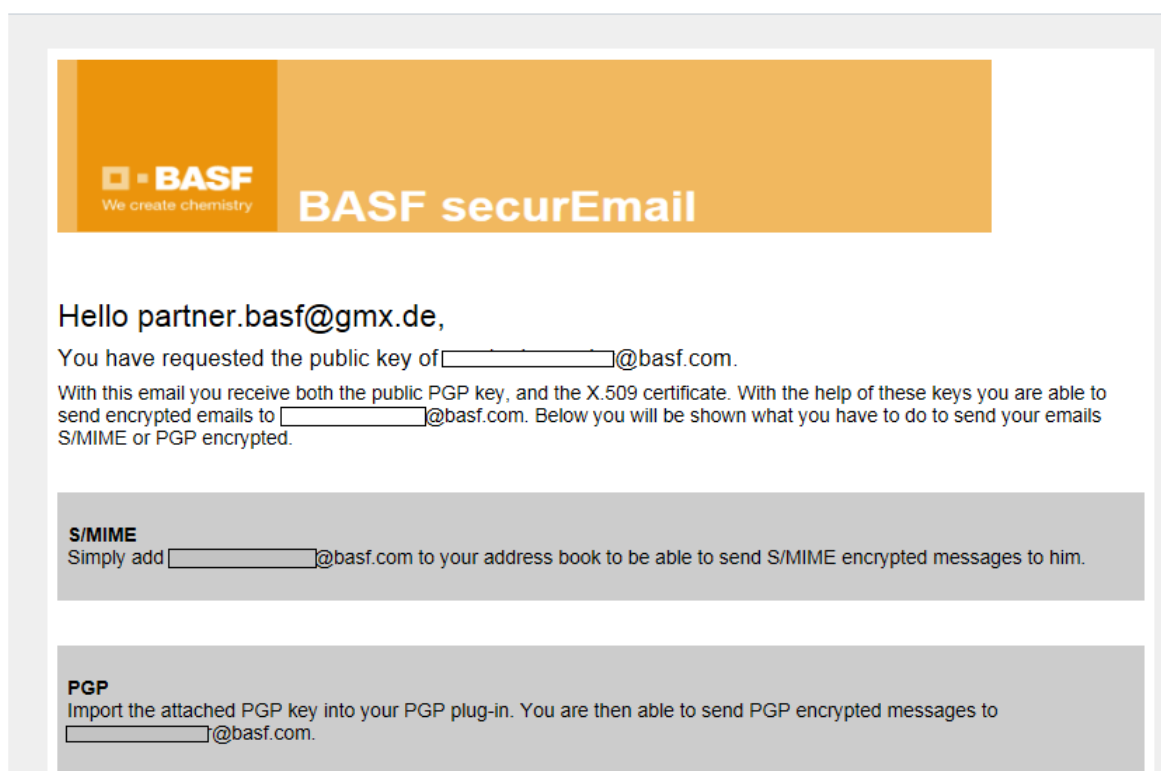 BASF
We create chemistry
BASF securEmail
Hello partner.basf@gmx.de,
You have requested the public key of @basf.com.
With this email you receive both the public PGP key, and the X.509 certificate. With the help of these keys you are able to
send encrypted emails to @basf.com. Below you will be shown what you have to do to send your emails
S/MIME or PGP encrypted.
S/MIME
Simply add @basf.com to your address book to be able to send S/MIME encrypted messages to him.
PGP
Import the attached PGP key into your PGP plug-in. You are then able to send PGP encrypted messages to
@basf.com.